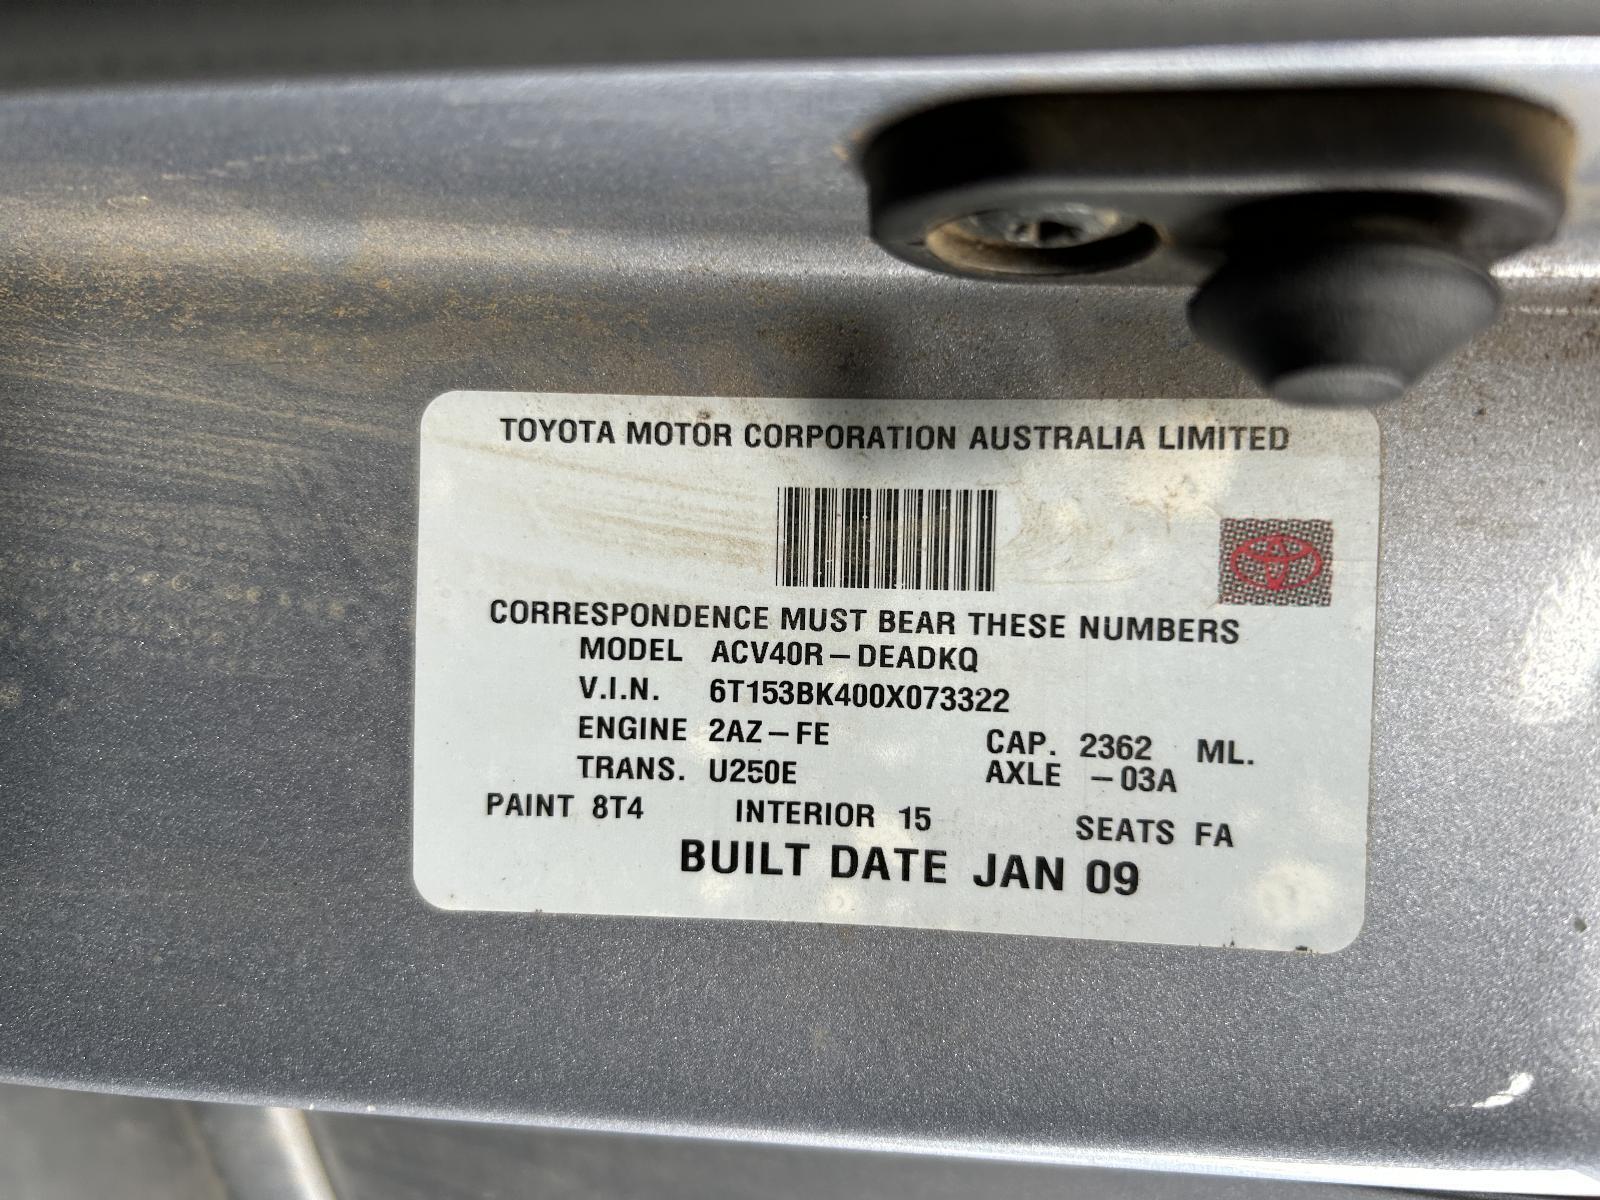 TOYOTA MOTOR CORPORATION AUSTRALIA LIMITED
CORRESPONDENCE MUST BEAR THESE NUMBERS
MODEL ACV40R-DEADKQ
V.I.N. 6T153BK400X073322
ENGINE 2AZ-FE CAP. 2362 ML.
TRANS. U250E AXLE -03A
PAINT 8T4 INTERIOR 15 SEATS FA
BUILT DATE JAN 09